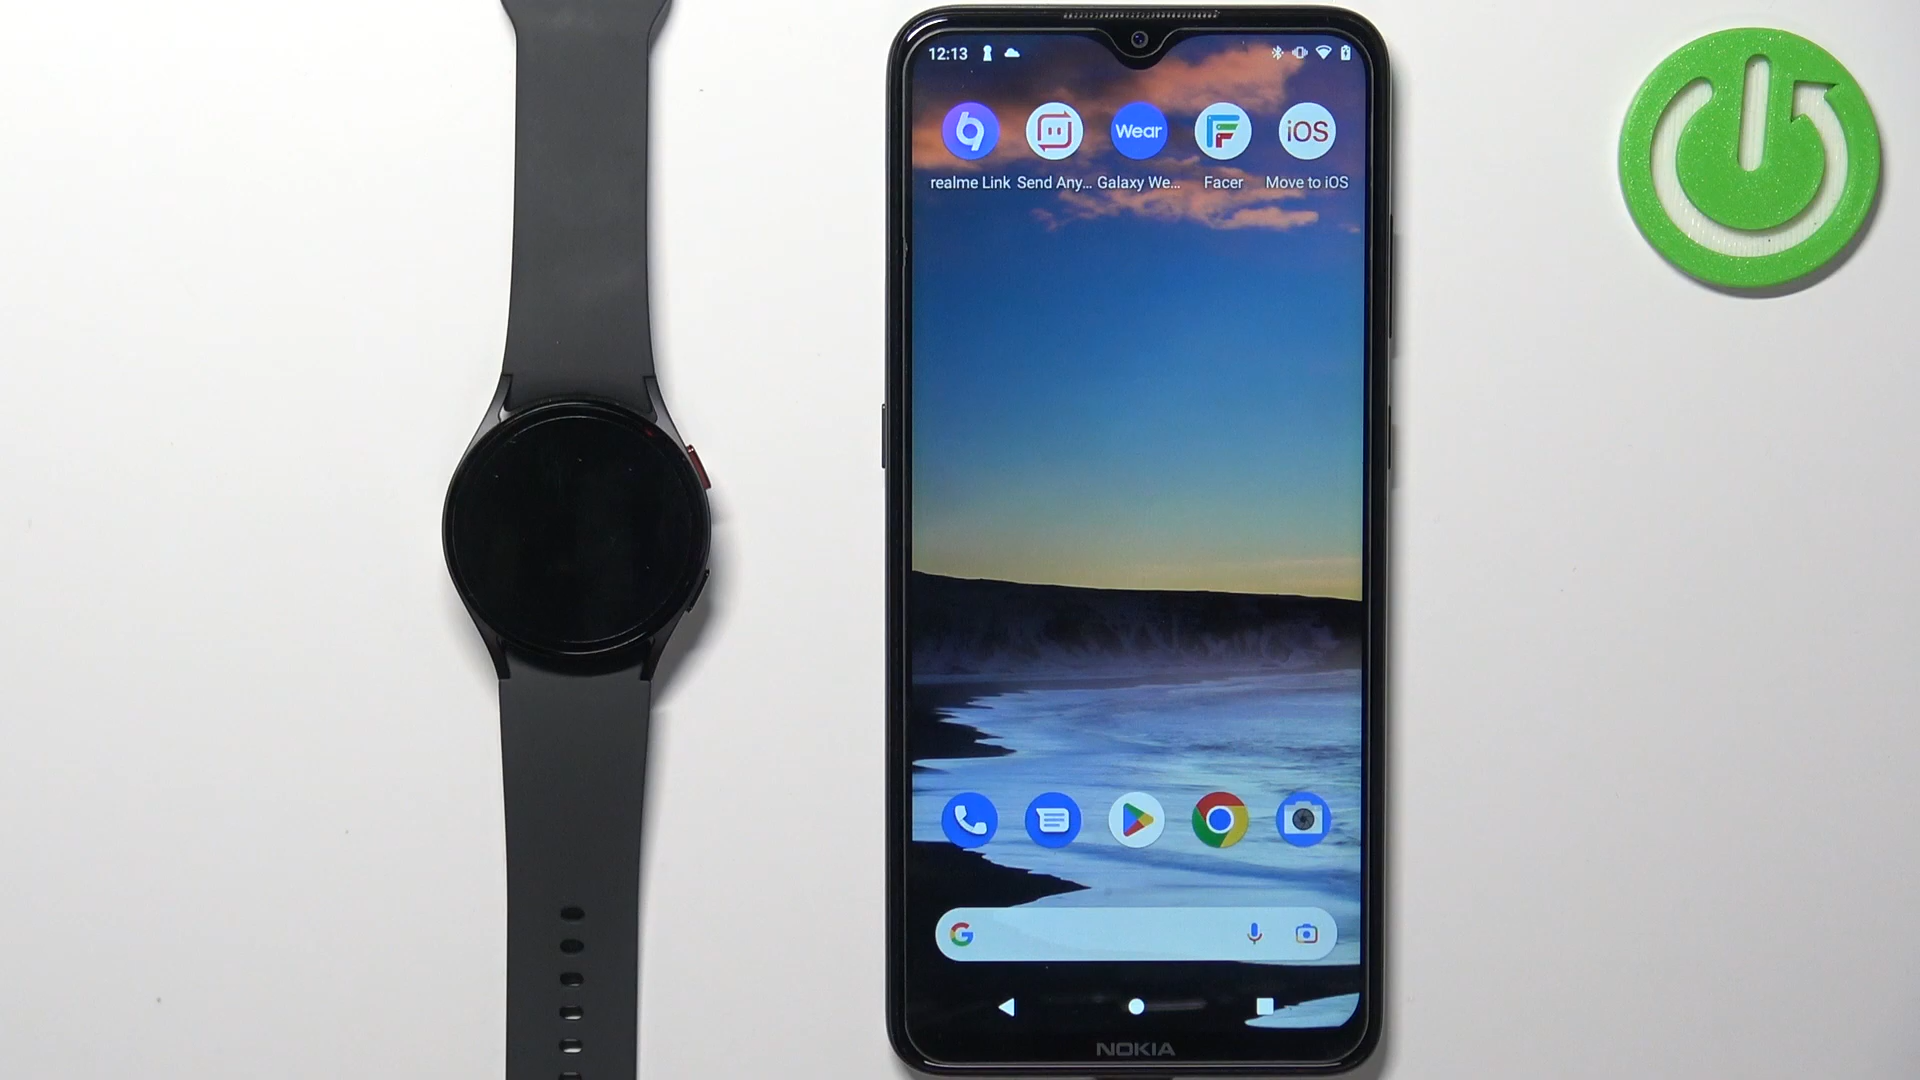 12:13
Wear
iOS
realme Link
Send Any...
Galaxy We...
Facer
Move to iOS
G
NOKIA